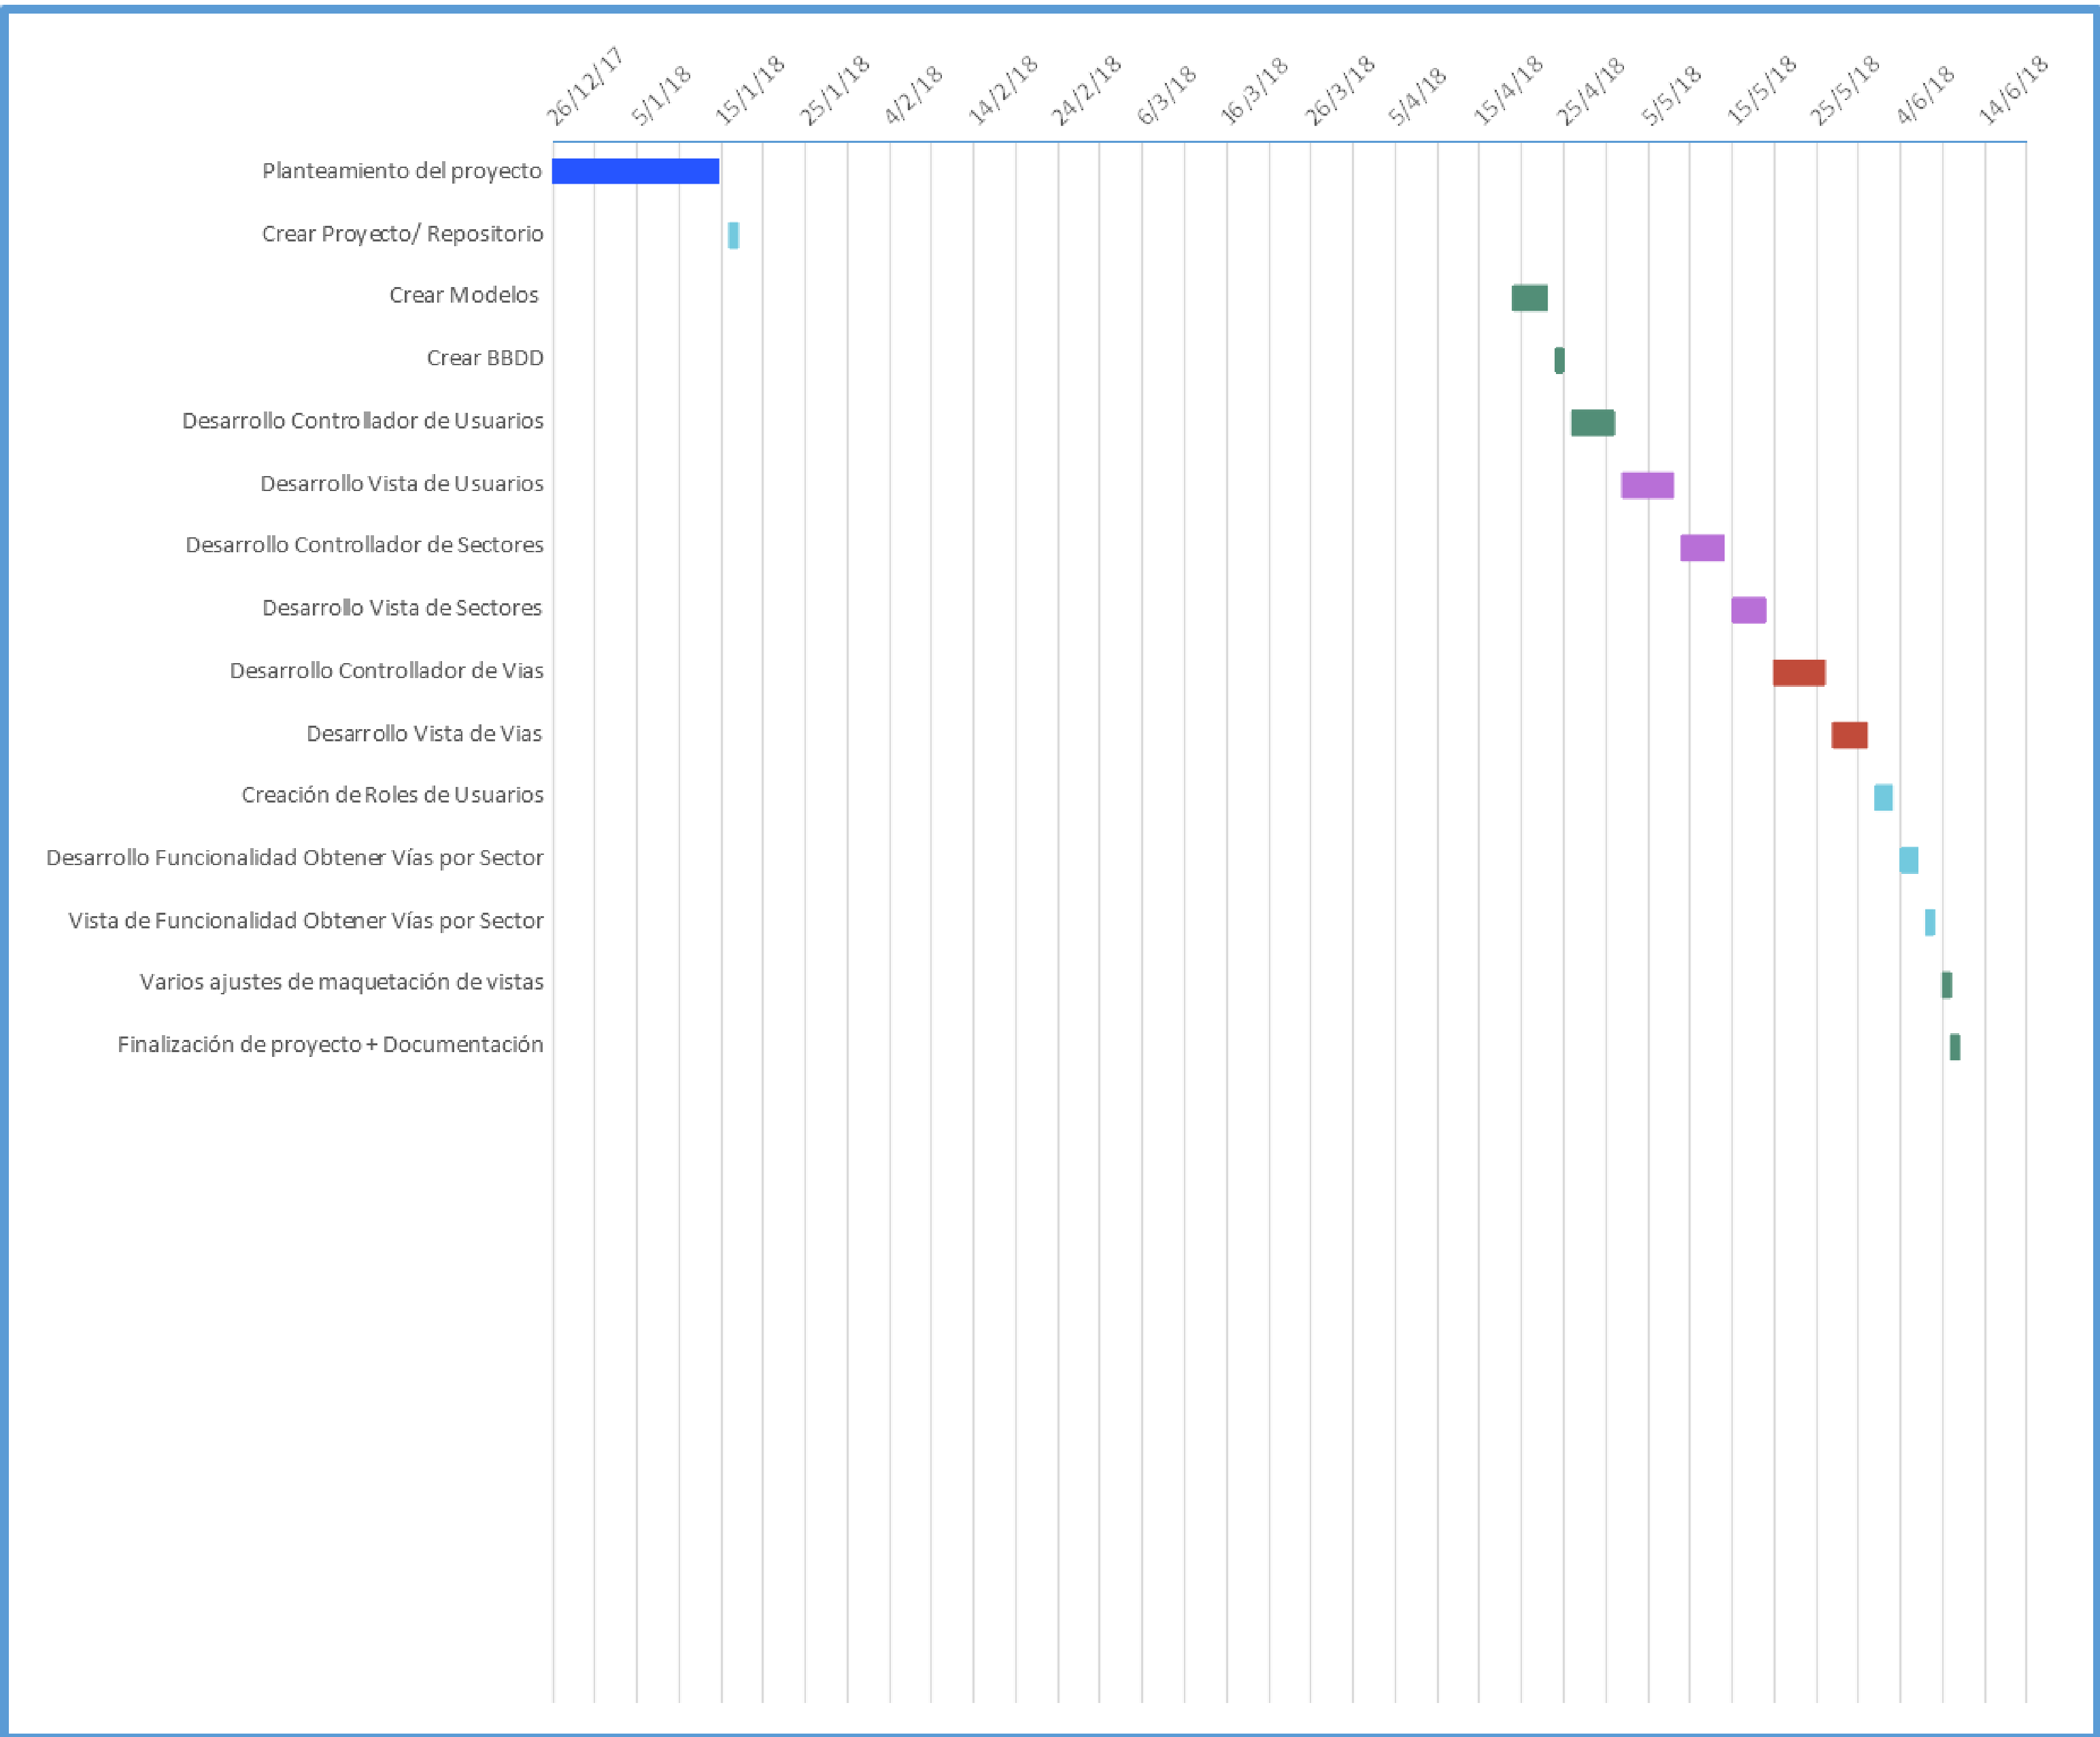 26/12/17
5/1/18
15/1/18
25/1/18
4/2/18
14/2/18
24/2/18
6/3/18
16/3/18
26/3/18
5/4/18
15/4/18
25/4/18
5/5/18
15/5/18
25/5/18
4/6/18
14/6/18
Planteamiento del proyecto
Crear Proyecto/ Repositorio
Crear Modelos
Crear BBDD
Desarrollo Controllador de Usuarios
Desarrollo Vista de Usuarios
Desarrollo Controllador de Sectores
Desarrollo Vista de Sectores
Desarrollo Controllador de Vias
Desarrollo Vista de Vias
Creación de Roles de Usuarios
Desarrollo Funcionalidad Obtener Vías por Sector
Vista de Funcionalidad Obtener Vías por Sector
Varios ajustes de maquetación de vistas
Finalización de proyecto + Documentación